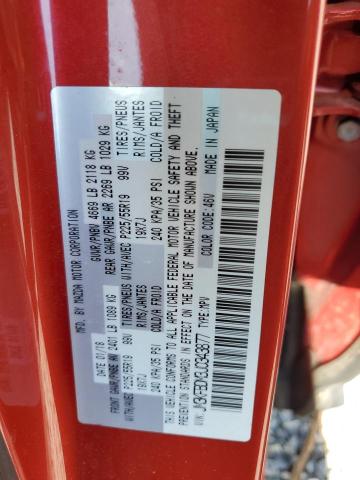 MFD. BY MAZDA MOTOR CORPORATION
DATE: 01/18 GVWR/PNBV 4669 LB 2118 KG
FRONT GAWR/PNBE AV 2401 LB 1089 KG REAR GAWR/PNBE AR 2269 LB 1029 KG
WITH/AVEC P225/55R19 99V TIRES/PNEUS WITH/AVEC P225/55R19 99V TIRES/PNEUS
19X7J RIMS/JANTES 19X7J RIMS/JANTES
240 KPA/35 PSI COLD/A FROID 240 KPA/35 PSI COLD/A FROID
THIS VEHICLE CONFORMS TO ALL APPLICABLE FEDERAL MOTOR VEHICLE SAFETY AND THEFT
PREVENTION STANDARDS IN EFFECT ON THE DATE OF MANUFACTURE SHOWN ABOVE.
VIN:
TYPE: MPV COLOR CODE: 46V MADE IN JAPAN